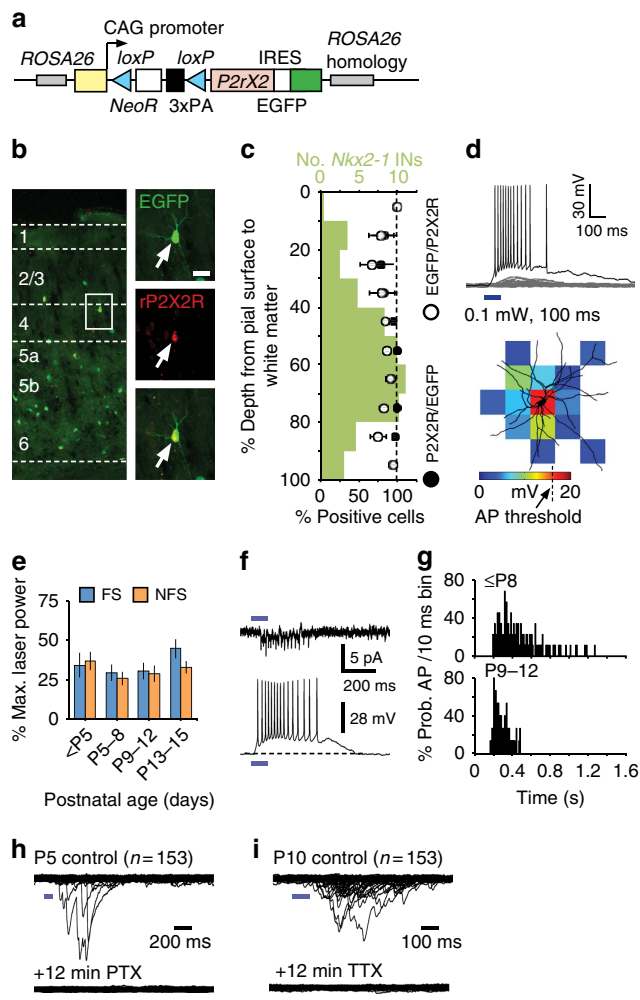 a
CAG promoter
ROSA26
loxP
loxP
IRES
ROSA26
homology
P2rX2
NeoR
3xPA
EGFP
b
1
2/3
4
5a
5b
6
EGFP
rP2X2R
c
No. Nkx2-1 INs
0 5 10
% Depth from pial surface to
white matter
0
20
40
60
80
100
0 50 100
% Positive cells
EGFP/P2X2R
P2X2R/EGFP
d
30 mV
100 ms
0.1 mW, 100 ms
0 mV 20
AP threshold
e
% Max. laser power
75
50
25
0
FS
NFS
<P5
P5–8
P9–12
P13–15
Postnatal age (days)
f
5 pA
200 ms
28 mV
g
% Prob. AP /10 ms bin
≤P8
80
40
0
P9–12
80
40
0
0 0.4 0.8 1.2 1.6
Time (s)
h
P5 control (n=153)
200 ms
+12 min PTX
i
P10 control (n=153)
100 ms
+12 min TTX